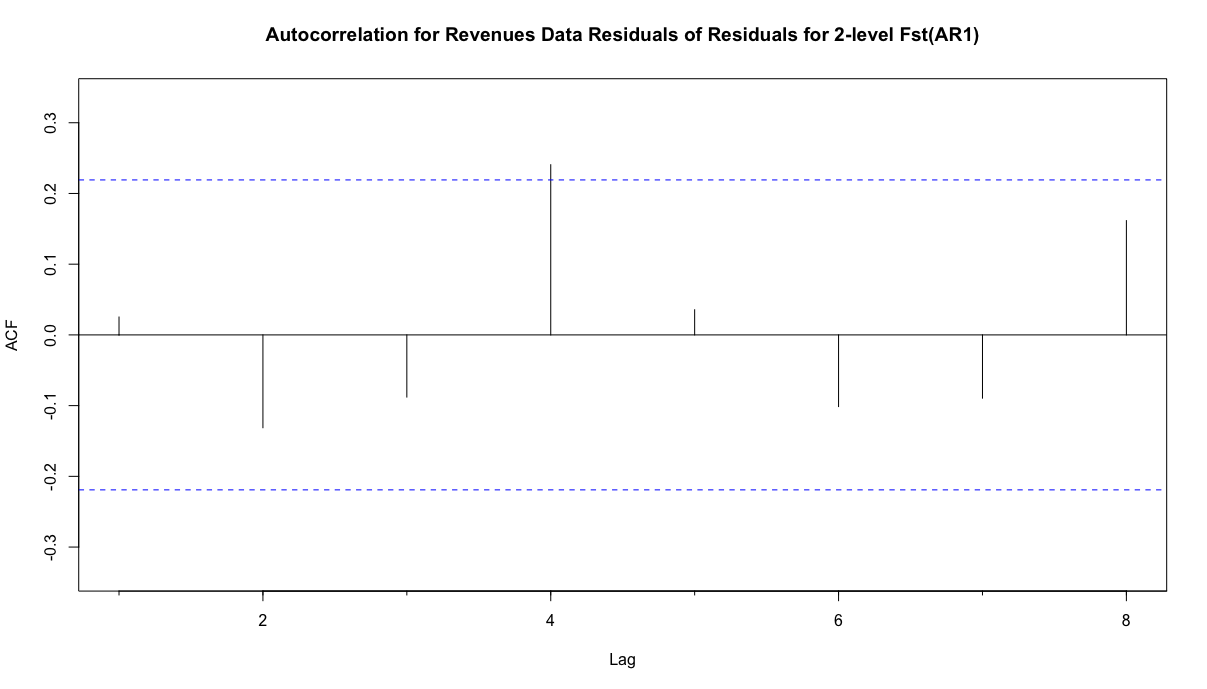 Autocorrelation for Revenues Data Residuals of Residuals for 2-level Fst(AR1)
ACF
0.3
0.2
0.1
0.0
-0.1
-0.2
-0.3
2 4 6 8
Lag